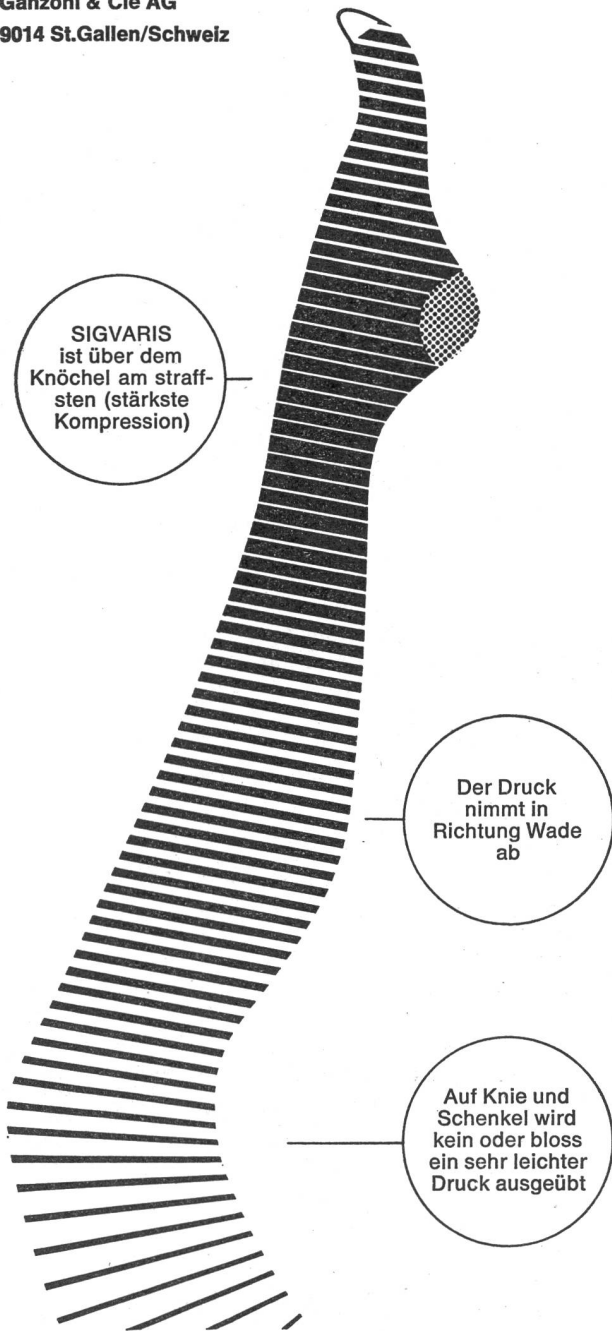 Ganzoni & Cie AG
9014 St.Gallen/Schweiz
SIGVARIS
ist über dem
Knöchel am straff-
sten (stärkste
Kompression)
Der Druck
nimmt in
Richtung Wade
ab
Auf Knie und
Schenkel wird
kein oder bloss
ein sehr leichter
Druck ausgeübt